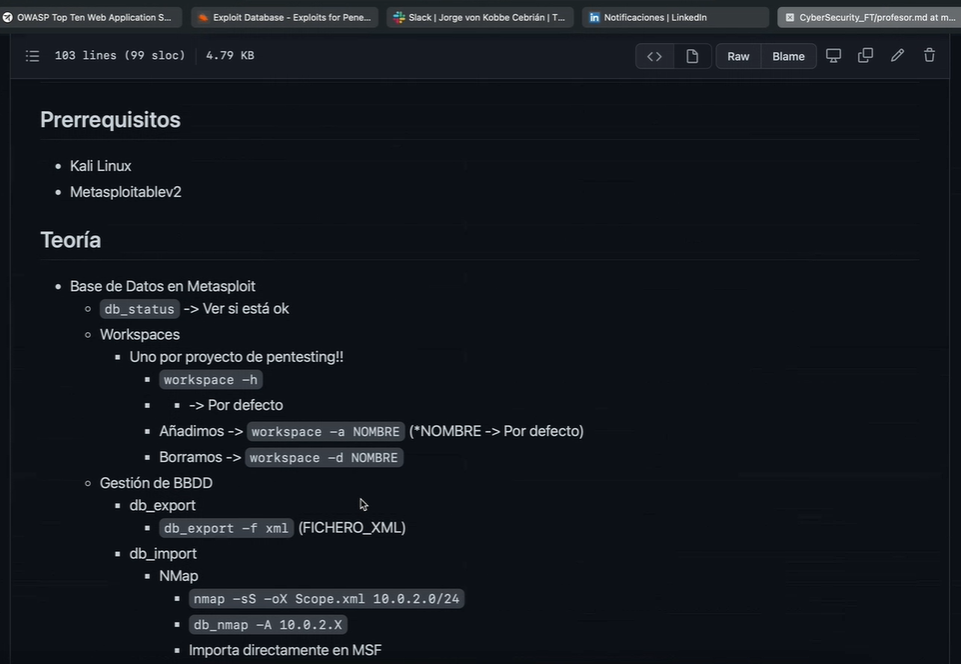 OWASP Top Ten Web Application S...
Exploit Database - Exploits for Pene...
Slack | Jorge von Kobbe Cebrián | T...
Notificaciones | LinkedIn
CyberSecurity_FT/profesor.md at m...
103 lines (99 sloc) 4.79 KB
<> Raw Blame
Prerrequisitos
• Kali Linux
• Metasploitablev2
Teoría
• Base de Datos en Metasploit
db_status -> Ver si está ok
Workspaces
Uno por proyecto de pentesting!!
workspace -h
-> Por defecto
Añadimos -> workspace -a NOMBRE (*NOMBRE -> Por defecto)
Borramos -> workspace -d NOMBRE
Gestión de BBDD
db_export
db_export -f xml (FICHERO_XML)
db_import
NMap
nmap -sS -oX Scope.xml 10.0.2.0/24
db_nmap -A 10.0.2.X
Importa directamente en MSF